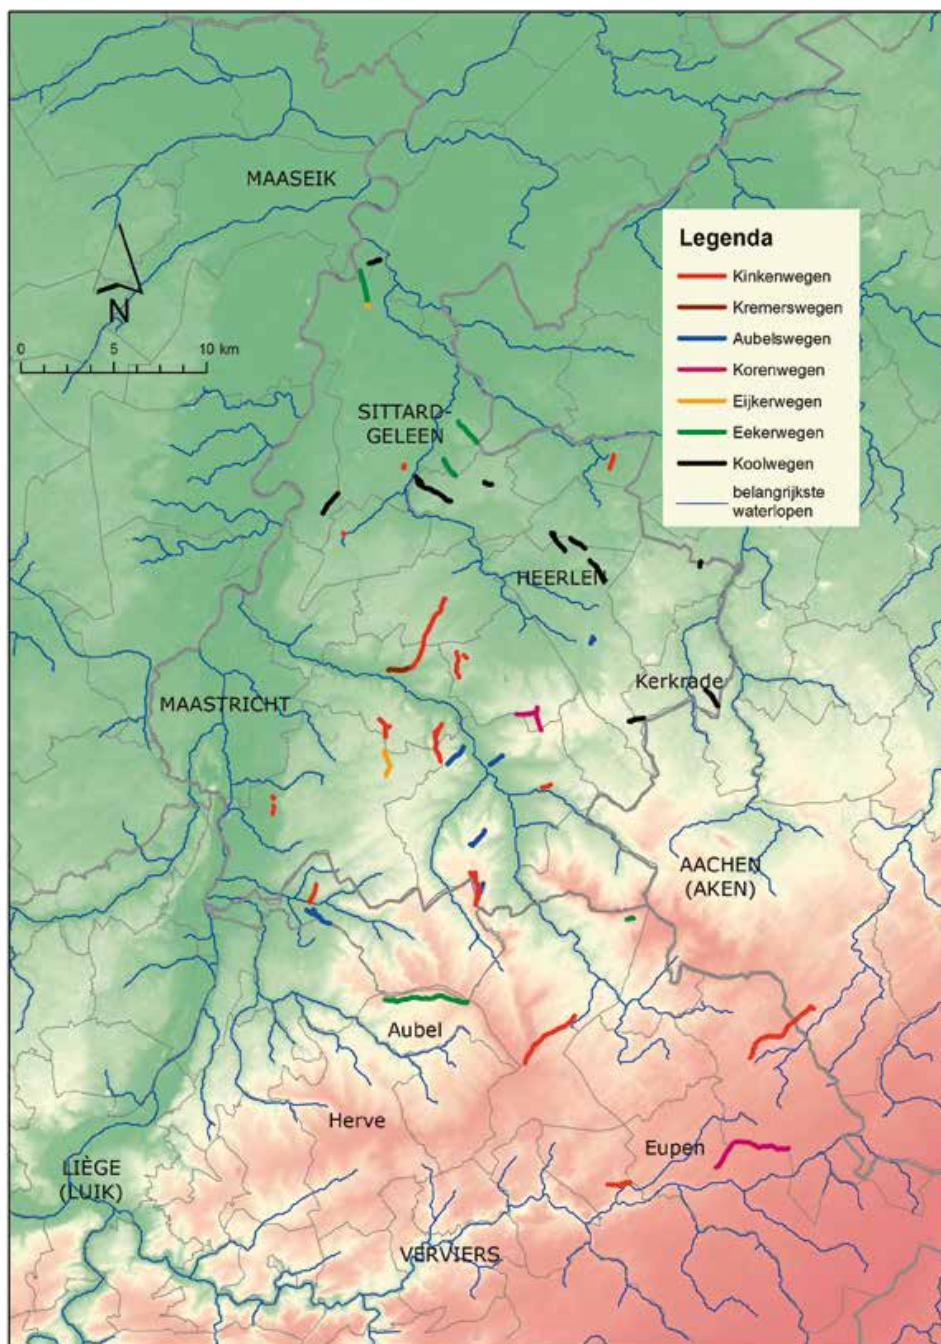 MAASEIK
Legenda
Kinkenwegen
Kremerswegen
Aubelswegen
Korenwegen
Eijkerwegen
Eekerwegen
Koolwegen
belangrijkste
waterlopen
N
0 5 10 km
SITTARD-
GELEEN
HEERLEN
Kerkrade
MAASTRICHT
AACHEN
(AKEN)
Aubel
Herve
Eupen
LIÈGE
(LUIK)
VERVIERS